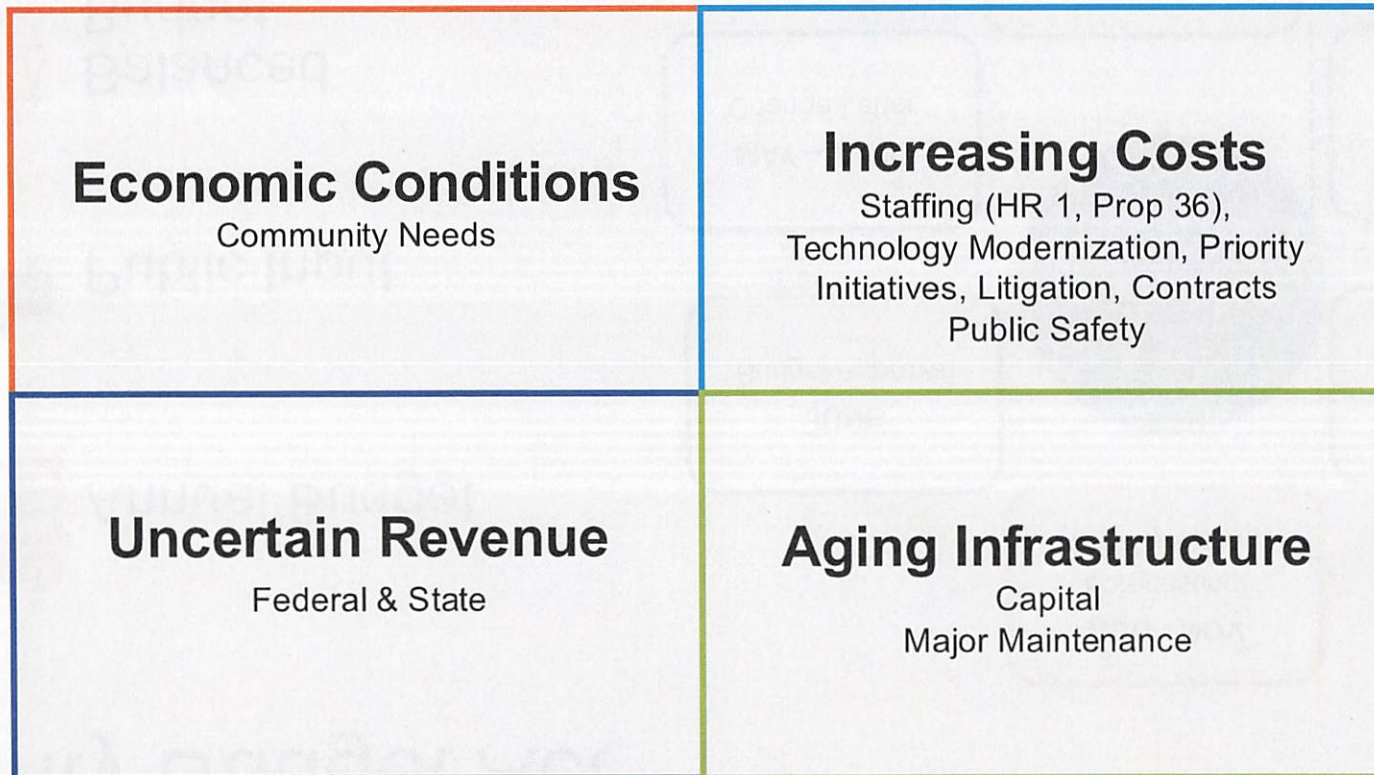 Economic Conditions
Community Needs
Increasing Costs
Staffing (HR 1, Prop 36),
Technology Modernization, Priority
Initiatives, Litigation, Contracts
Public Safety
Uncertain Revenue
Federal & State
Aging Infrastructure
Capital
Major Maintenance